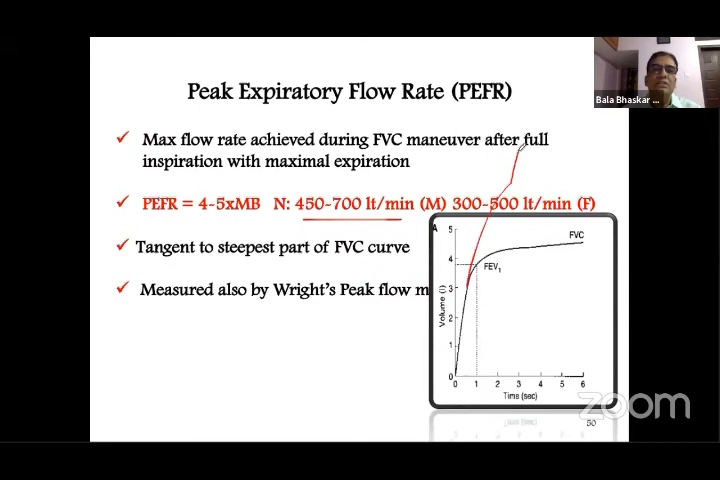 Bala Bhaskar ...
Peak Expiratory Flow Rate (PEFR)
Max flow rate achieved during FVC maneuver after full
inspiration with maximal expiration
PEFR = 4-5xMB N: 450-700 lt/min (M) 300-500 lt/min (F)
Tangent to steepest part of FVC curve
Measured also by Wright's Peak flow m
A
5
4
3
2
1
0
Volume (l)
FVC
FEV1
0 1 2 3 4 5 6
Time (sec)
zoom
50